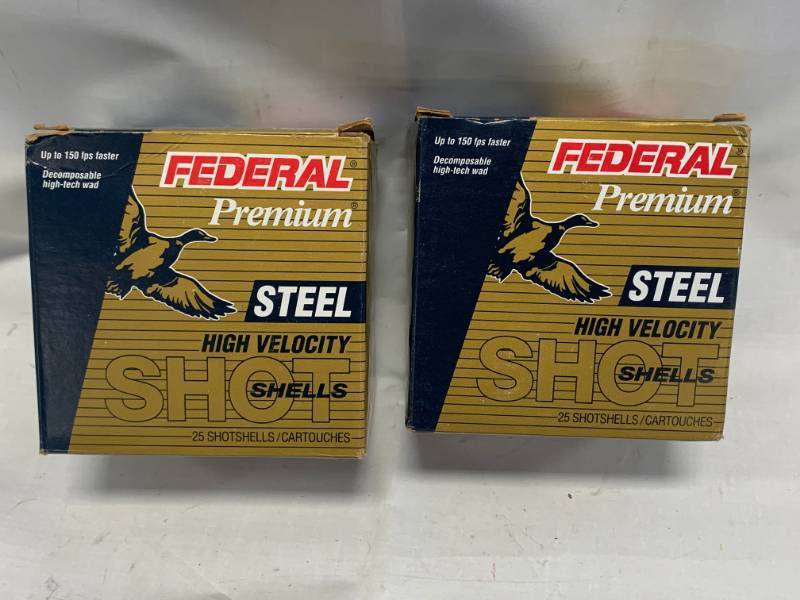 Up to 150 fps faster
Decomposable
high-tech wad
FEDERAL®
Premium®
STEEL
HIGH VELOCITY
SHOT
SHELLS
25 SHOTSHELLS/CARTOUCHES
Up to 150 fps faster
Decomposable
high-tech wad
FEDERAL®
Premium®
STEEL
HIGH VELOCITY
SHOT
SHELLS
25 SHOTSHELLS/CARTOUCHES